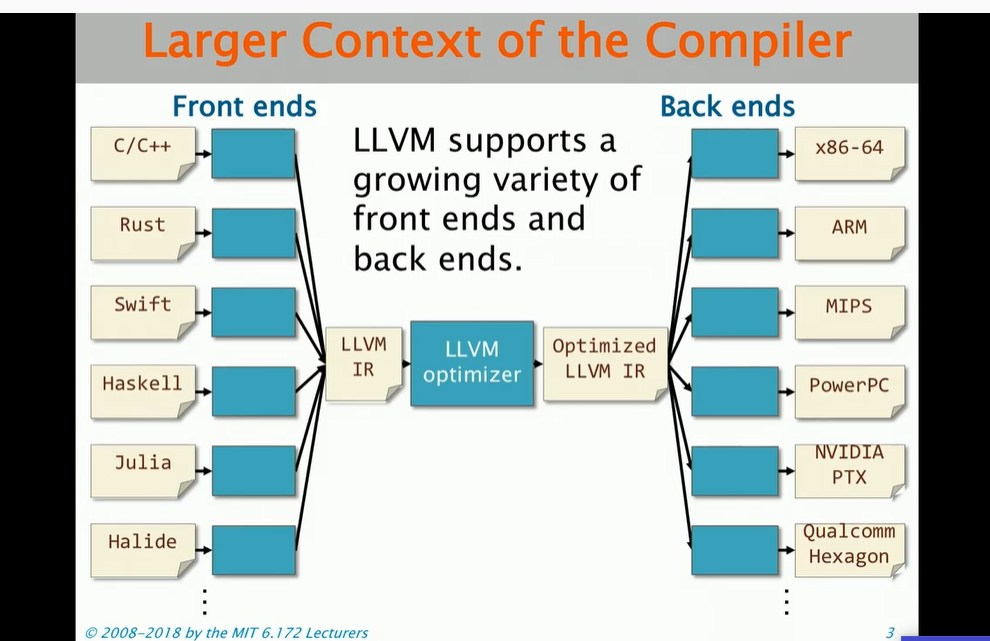 Larger Context of the Compiler
Front ends
Back ends
LLVM supports a
growing variety of
front ends and
back ends.
C/C++
Rust
Swift
Haskell
Julia
Halide
LLVM
IR
LLVM
optimizer
Optimized
LLVM IR
x86-64
ARM
MIPS
PowerPC
NVIDIA
PTX
Qualcomm
Hexagon
© 2008-2018 by the MIT 6.172 Lecturers
3